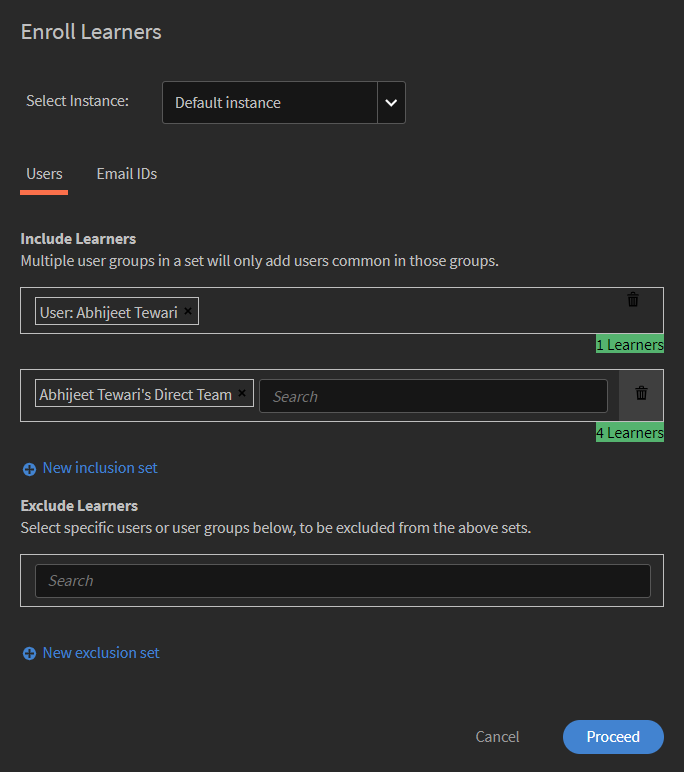 Enroll Learners
Select Instance: Default instance
Users Email IDs
Include Learners
Multiple user groups in a set will only add users common in those groups.
User: Abhijeet Tewari ×
1 Learners
Abhijeet Tewari's Direct Team × Search
4 Learners
New inclusion set
Exclude Learners
Select specific users or user groups below, to be excluded from the above sets.
Search
New exclusion set
Cancel Proceed